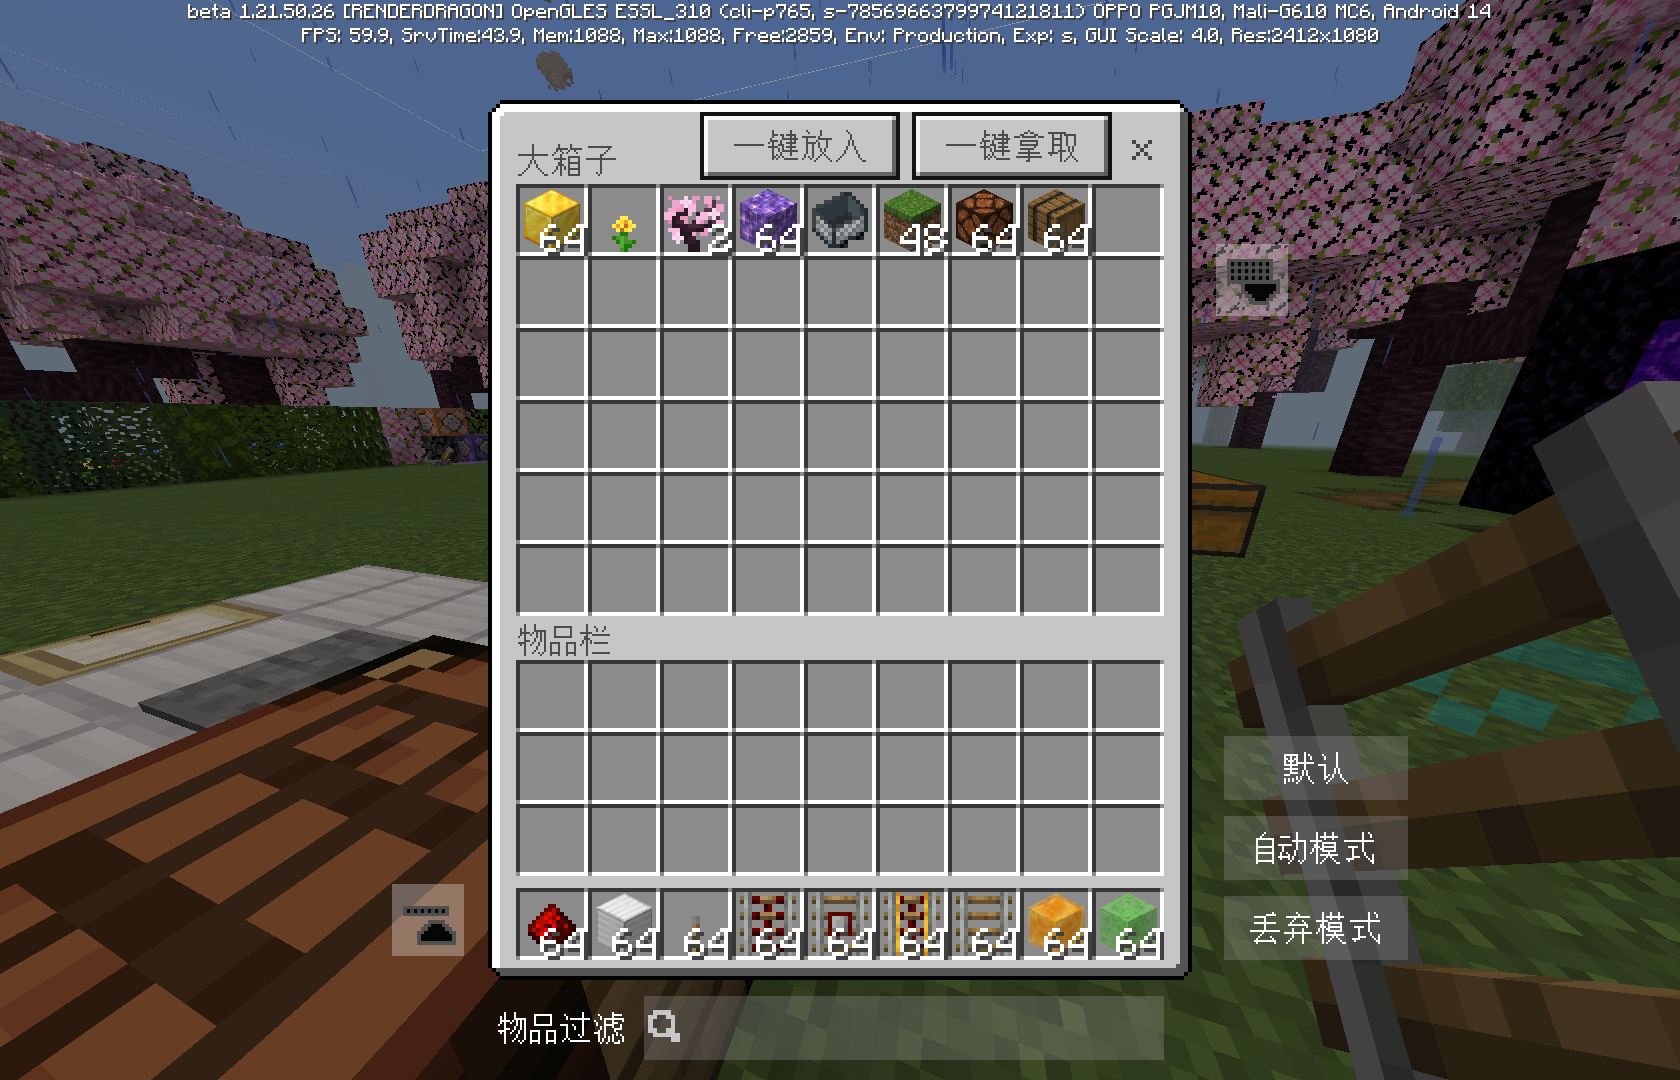 beta 1.21.50.26 [RENDERDRAGON] OpenGLES ESSL_310 (cli-p765, s-7856966379974121811) OPPO PGJM10, Mali-G610 MC6, Android 14
FPS: 59.9, SrvTime:43.9, Mem:1088, Max:1088, Free:2859, Env: Production, Exp: s, GUI Scale: 4.0, Res:2412x1080
大箱子
一键放入
一键拿取
64 2 64 48 64 64
物品栏
64 64 64 64 64 64 64 64 64
默认
自动模式
丢弃模式
物品过滤